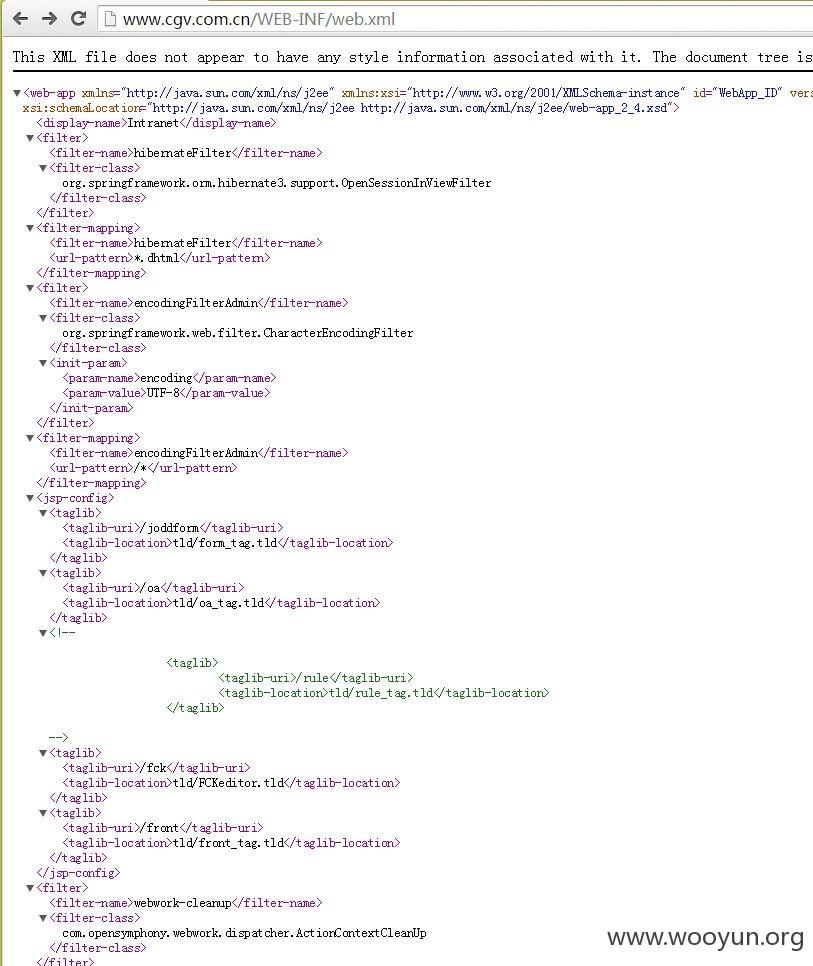 www.cgv.com.cn/WEB-INF/web.xml
This XML file does not appear to have any style information associated with it. The document tree is
▼<web-app xmlns="http://java.sun.com/xml/ns/j2ee" xmlns:xsi="http://www.w3.org/2001/XMLSchema-instance" id="WebApp_ID" vers
xsi:schemaLocation="http://java.sun.com/xml/ns/j2ee http://java.sun.com/xml/ns/j2ee/web-app_2_4.xsd">
<display-name>Intranet</display-name>
▼<filter>
<filter-name>hibernateFilter</filter-name>
▼<filter-class>
org.springframework.orm.hibernate3.support.OpenSessionInViewFilter
</filter-class>
</filter>
▼<filter-mapping>
<filter-name>hibernateFilter</filter-name>
<url-pattern>*.dhtml</url-pattern>
</filter-mapping>
▼<filter>
<filter-name>encodingFilterAdmin</filter-name>
▼<filter-class>
org.springframework.web.filter.CharacterEncodingFilter
</filter-class>
▼<init-param>
<param-name>encoding</param-name>
<param-value>UTF-8</param-value>
</init-param>
</filter>
▼<filter-mapping>
<filter-name>encodingFilterAdmin</filter-name>
<url-pattern>/*</url-pattern>
</filter-mapping>
▼<jsp-config>
▼<taglib>
<taglib-uri>/joddform</taglib-uri>
<taglib-location>tld/form_tag.tld</taglib-location>
</taglib>
▼<taglib>
<taglib-uri>/oa</taglib-uri>
<taglib-location>tld/oa_tag.tld</taglib-location>
</taglib>
▼<!--
<taglib>
<taglib-uri>/rule</taglib-uri>
<taglib-location>tld/rule_tag.tld</taglib-location>
</taglib>
-->
▼<taglib>
<taglib-uri>/fck</taglib-uri>
<taglib-location>tld/FCKeditor.tld</taglib-location>
</taglib>
▼<taglib>
<taglib-uri>/front</taglib-uri>
<taglib-location>tld/front_tag.tld</taglib-location>
</taglib>
</jsp-config>
▼<filter>
<filter-name>webwork-cleanup</filter-name>
▼<filter-class>
com.opensymphony.webwork.dispatcher.ActionContextCleanUp
</filter-class>
</filter>
www.wooyun.org